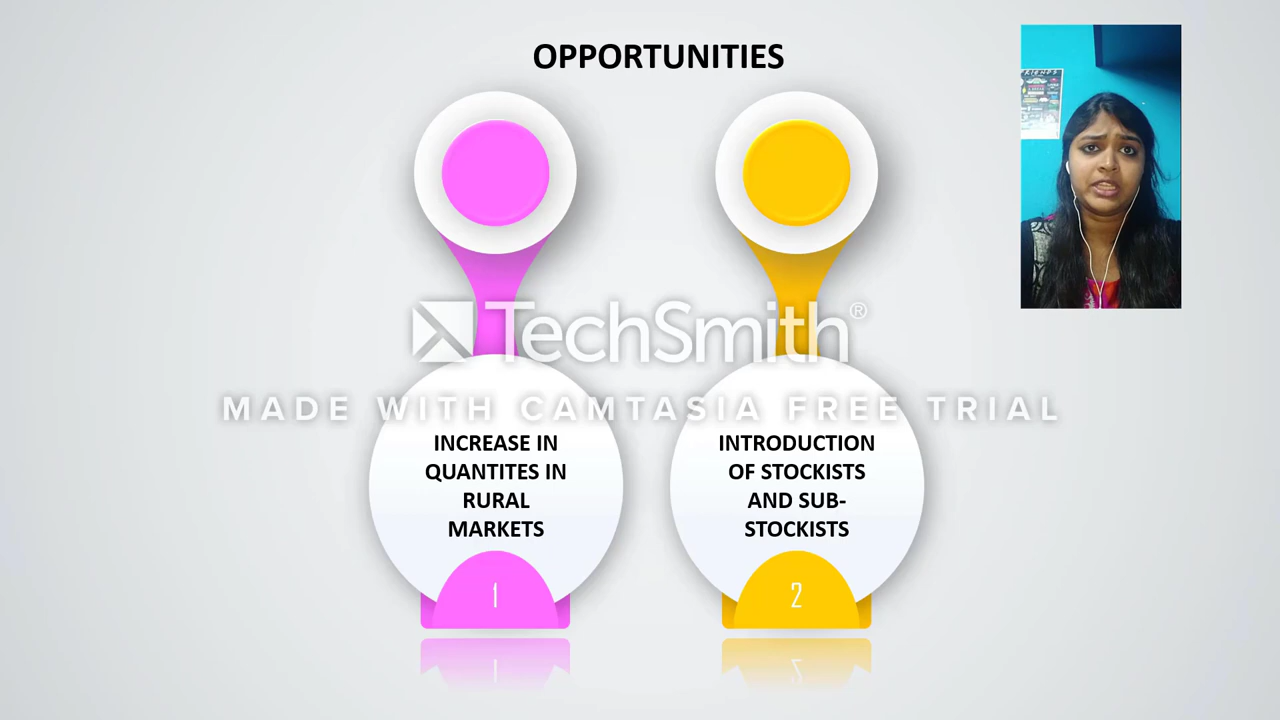 OPPORTUNITIES
FRIENDS
TechSmith®
MADE WITH CAMTASIA FREE TRIAL
INCREASE IN
QUANTITES IN
RURAL
MARKETS
1
INTRODUCTION
OF STOCKISTS
AND SUB-
STOCKISTS
2